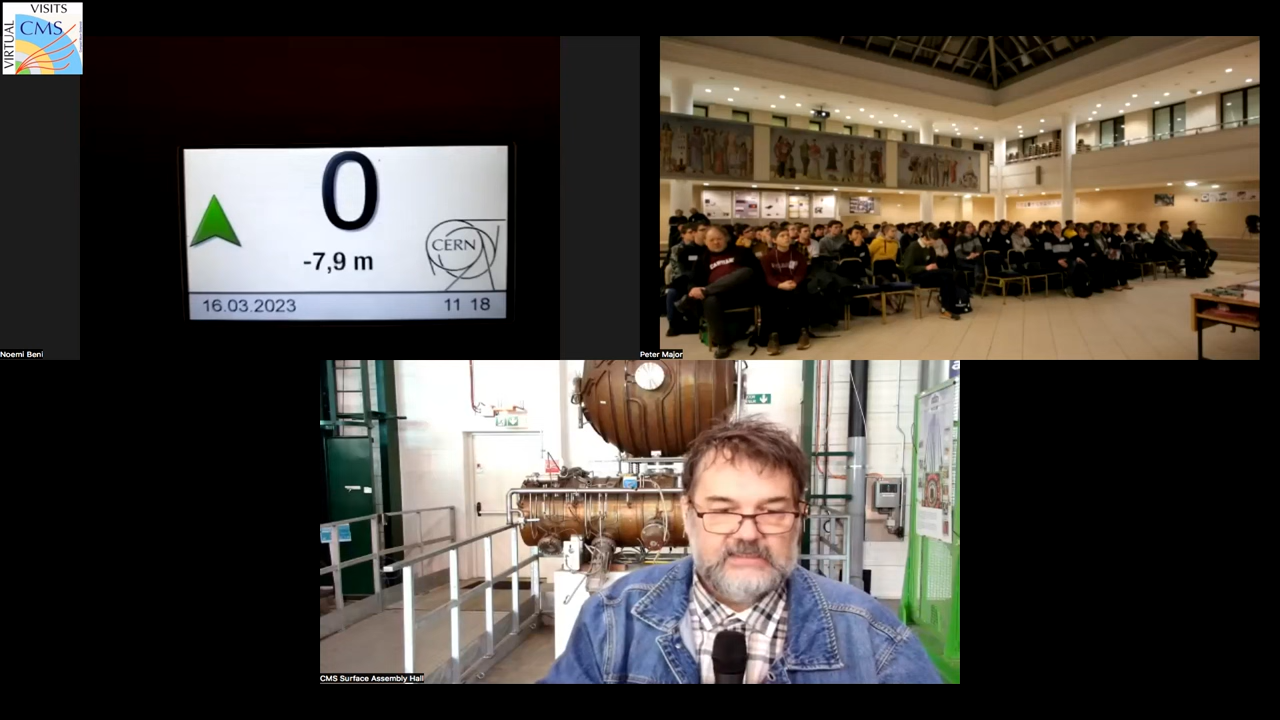 VISITS
VIRTUAL
CMS
0
-7,9 m
CERN
16.03.2023
11 18
Noemi Beni
Peter Major
CMS Surface Assembly Hall